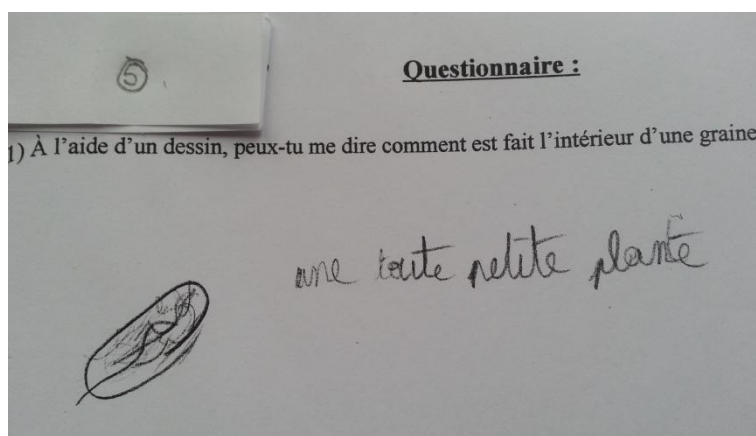 ⑤
Questionnaire :
1) À l'aide d'un dessin, peux-tu me dire comment est fait l'intérieur d'une graine
une toute petite plante